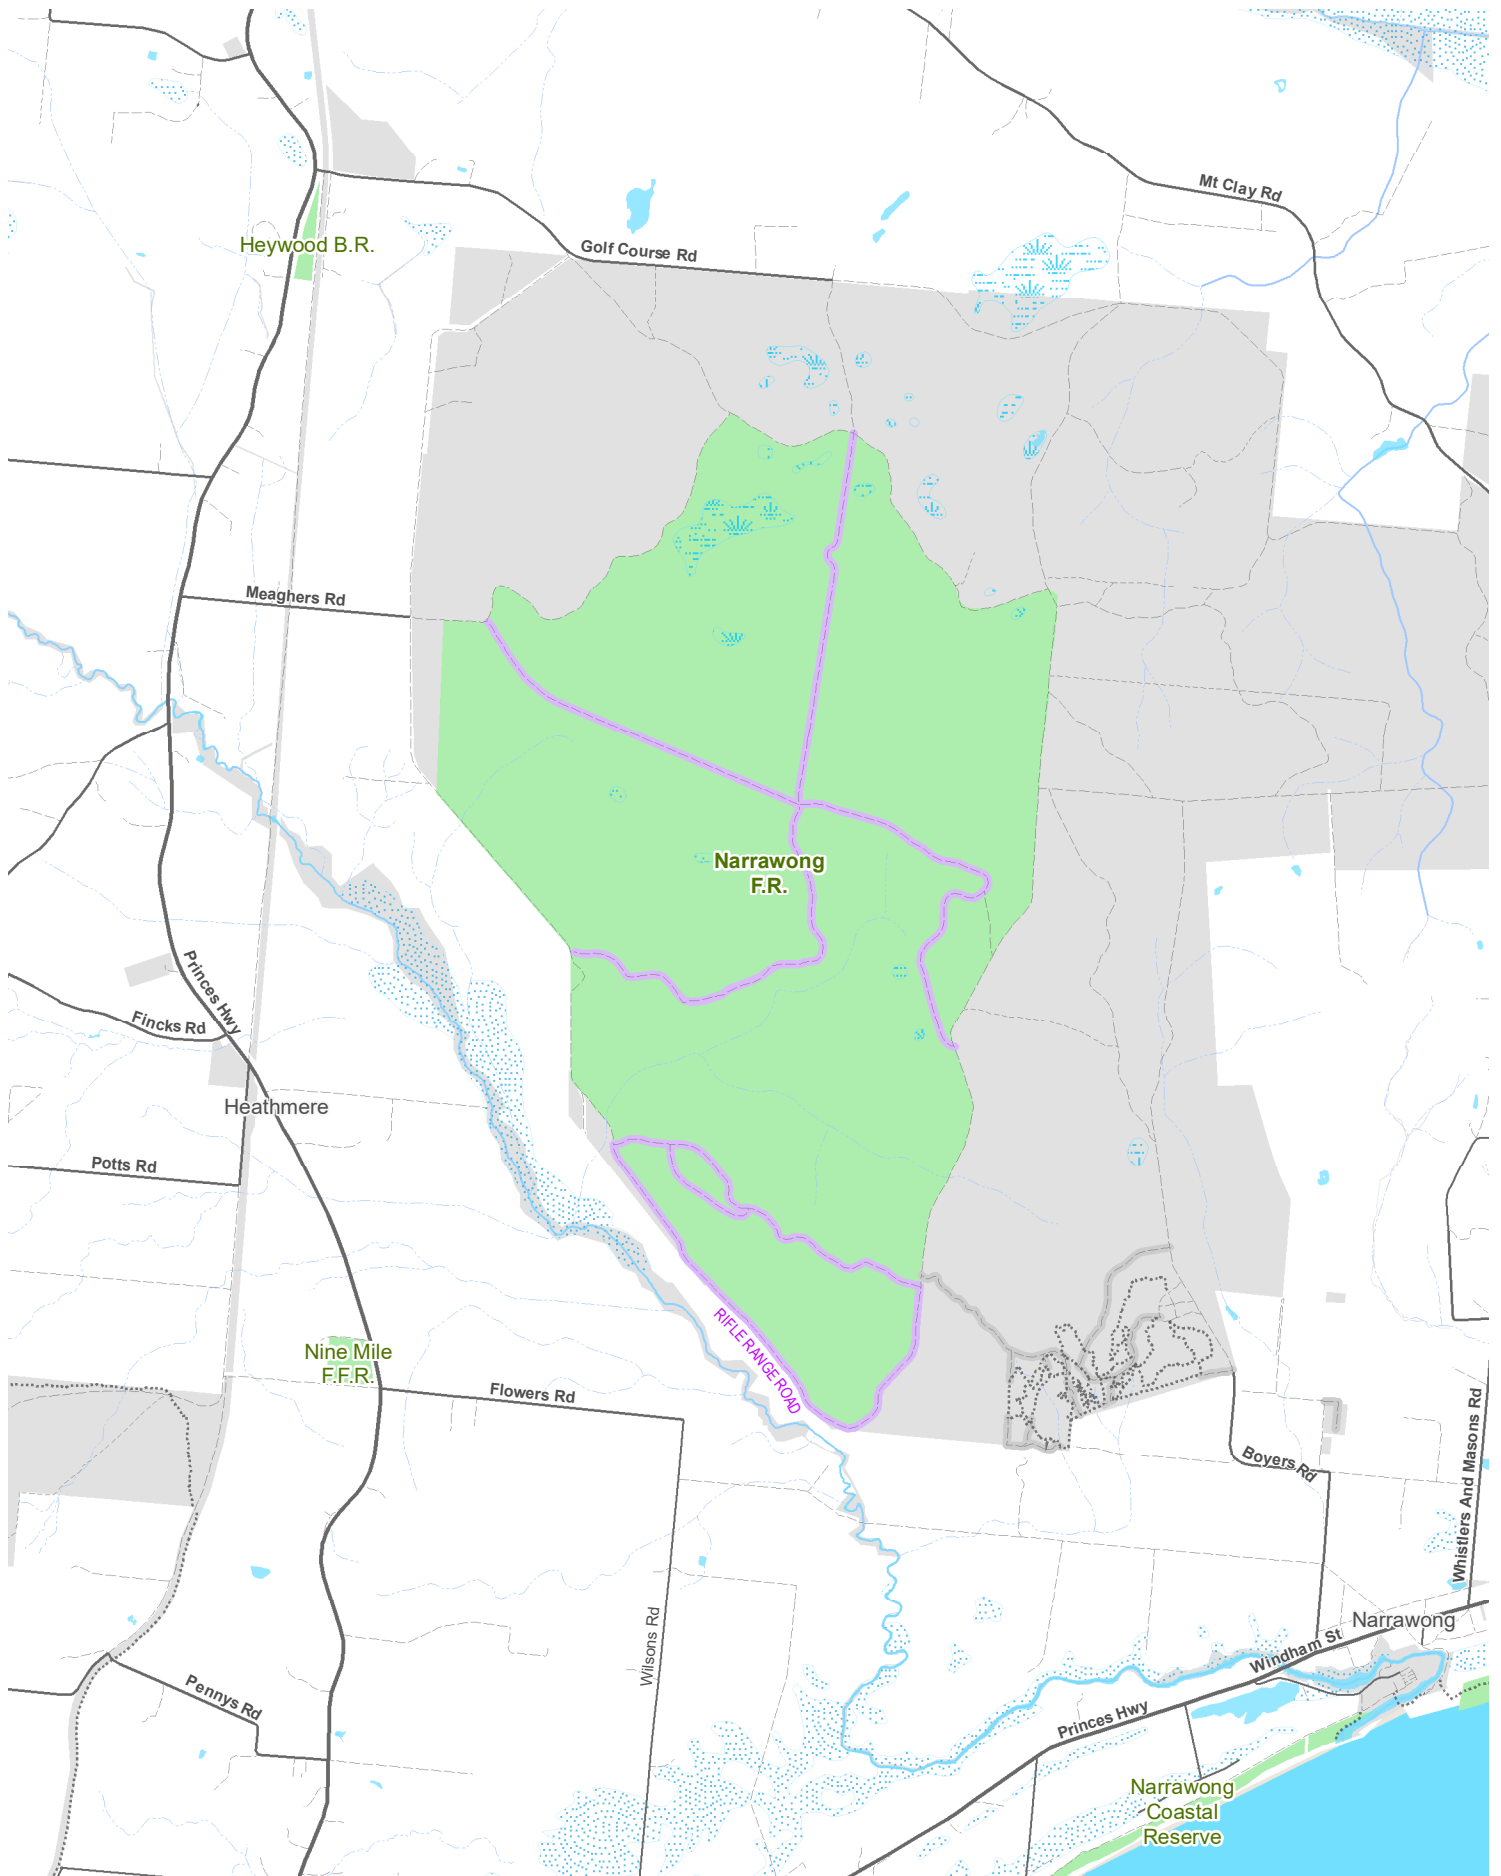 Mt Clay Rd
Heywood B.R.
Golf Course Rd
Meaghers Rd
Narrawong
F.R.
Princes Hwy
Fincks Rd
Heathmere
Potts Rd
RIFLE RANGE ROAD
Nine Mile
F.F.R.
Flowers Rd
Boyers Rd
Whistlers And Masons Rd
Wilsons Rd
Narrawong
Windham St
Pennys Rd
Princes Hwy
Narrawong
Coastal
Reserve